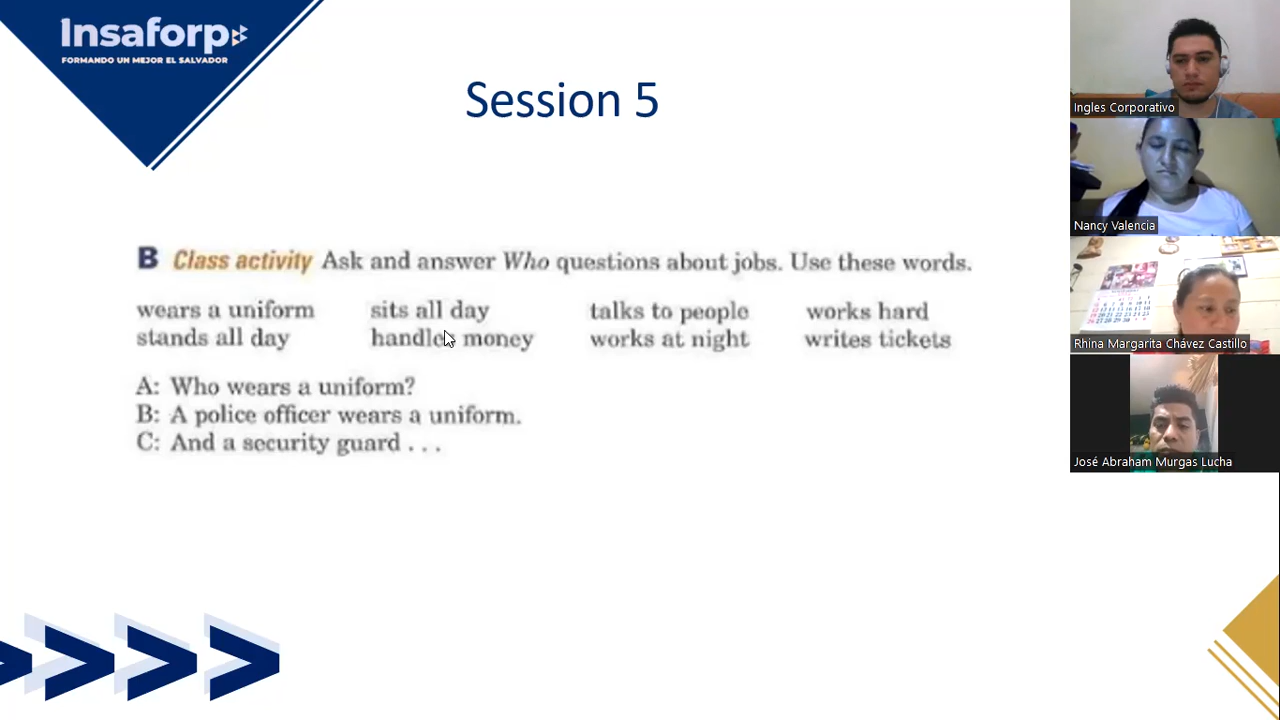 Insaforp
FORMANDO UN MEJOR EL SALVADOR
Session 5
B Class activity Ask and answer Who questions about jobs. Use these words.
wears a uniform sits all day talks to people works hard
stands all day handles money works at night writes tickets
A: Who wears a uniform?
B: A police officer wears a uniform.
C: And a security guard . . .
Ingles Corporativo
Nancy Valencia
Rhina Margarita Chávez Castillo
José Abraham Murgas Lucha